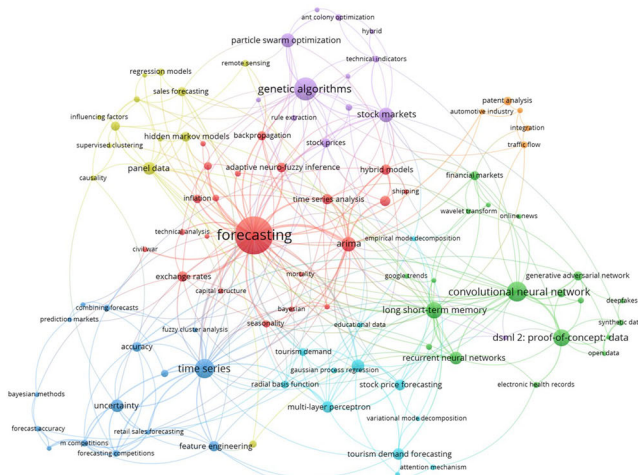 ant colony optimization
hybrid
particle swarm optimization
remote sensing
technical indicators
regression models
genetic algorithms
sales forecasting
patent analysis
automotive industry
influencing factors
rule extraction
stock markets
integration
hidden markov models
backpropagation
supervised clustering
stock prices
traffic flow
panel data
adaptive neuro-fuzzy inference
hybrid models
financial markets
causality
inflation
time series analysis
shipping
wavelet transform
online news
technical analysis
forecasting
arima
empirical mode decomposition
civil war
exchange rates
mortality
google trends
generative adversarial network
capital structure
convolutional neural network
combining forecasts
bayesian
long short-term memory
deepfakes
prediction markets
fuzzy cluster analysis
seasonality
educational data
synthetic data
accuracy
dsml 2: proof-of-concept: data
tourism demand
recurrent neural networks
open data
time series
gaussian process regression
radial basis function
stock price forecasting
electronic health records
bayesian methods
uncertainty
multi-layer perceptron
variational mode decomposition
forecast accuracy
retail sales forecasting
m competitions
feature engineering
forecasting competitions
tourism demand forecasting
attention mechanism